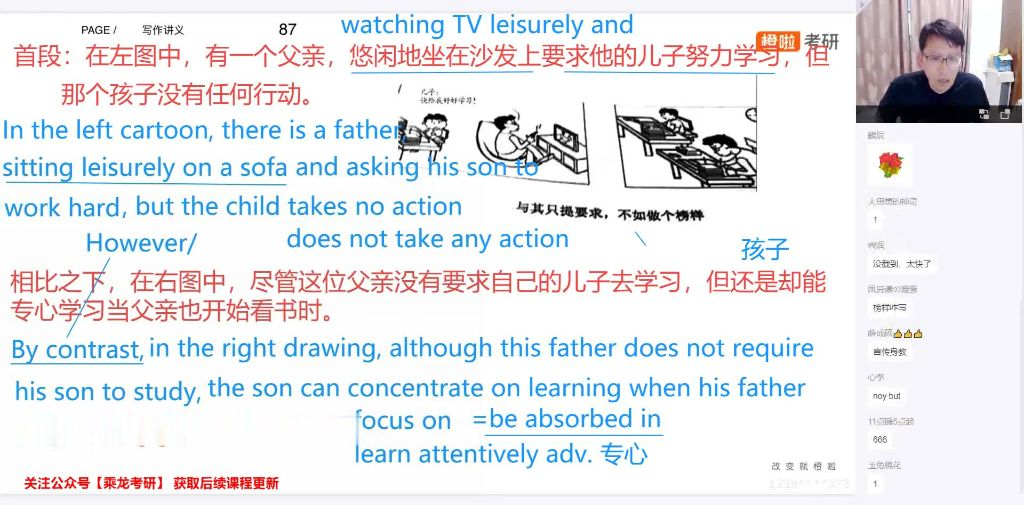 PAGE / 写作讲义 87
watching TV leisurely and
橙啦 考研
首段：在左图中，有一个父亲，悠闲地坐在沙发上要求他的儿子努力学习，但
那个孩子没有任何行动。
儿子：
快给我好好学习！
In the left cartoon, there is a father,
sitting leisurely on a sofa and asking his son to
work hard, but the child takes no action
与其只提要求，不如做个榜样
However/ does not take any action
孩子
相比之下，在右图中，尽管这位父亲没有要求自己的儿子去学习，但还是却能
专心学习当父亲也开始看书时。
By contrast, in the right drawing, although this father does not require
his son to study, the son can concentrate on learning when his father
focus on =be absorbed in
learn attentively adv. 专心
改变就橙啦
关注公众号【乘龙考研】 获取后续课程更新
1
没截到，太快了
榜样咋写
言传身教
心季
noy but
11点睡5点起
666
1